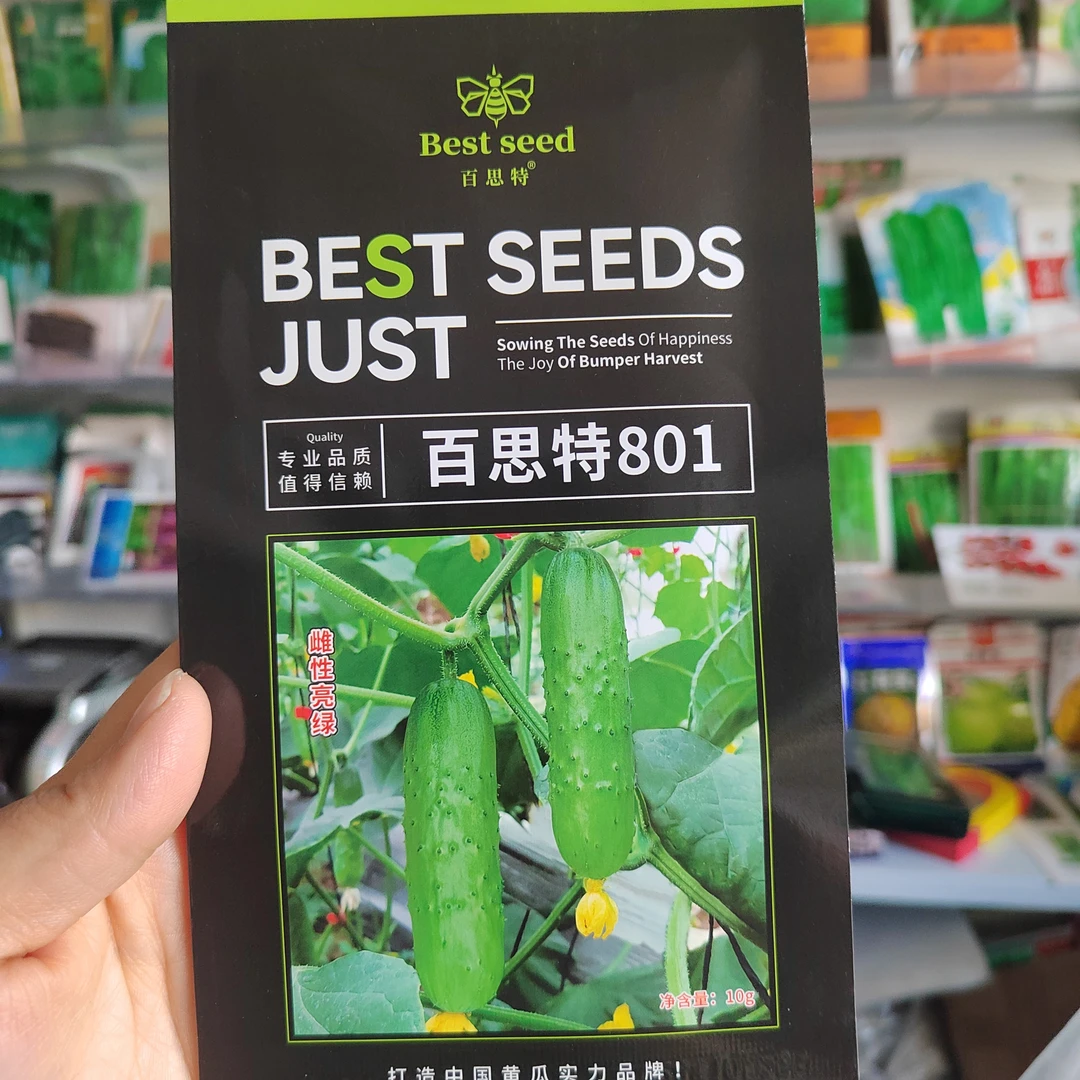 Best seed
百思特®
BEST SEEDS
JUST
Sowing The Seeds Of Happiness
The Joy Of Bumper Harvest
Quality
专业品质
值得信赖
百思特801
雌性亮绿
净含量：10g
打造中国黄瓜实力品牌！